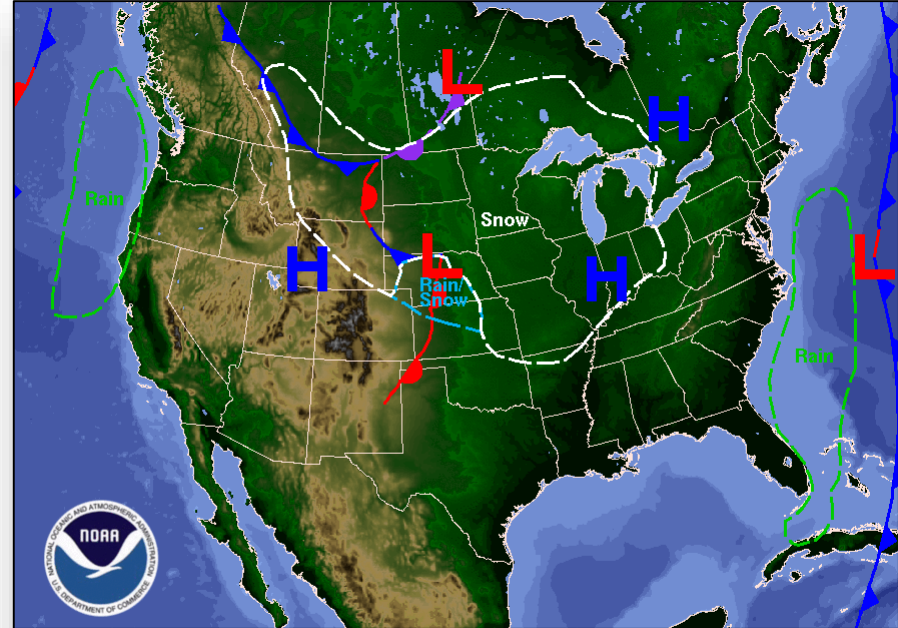 L
H
Rain
Snow
L
H
L
H
Rain/
Snow
Rain
NATIONAL OCEANIC AND ATMOSPHERIC ADMINISTRATION
NOAA
U.S. DEPARTMENT OF COMMERCE